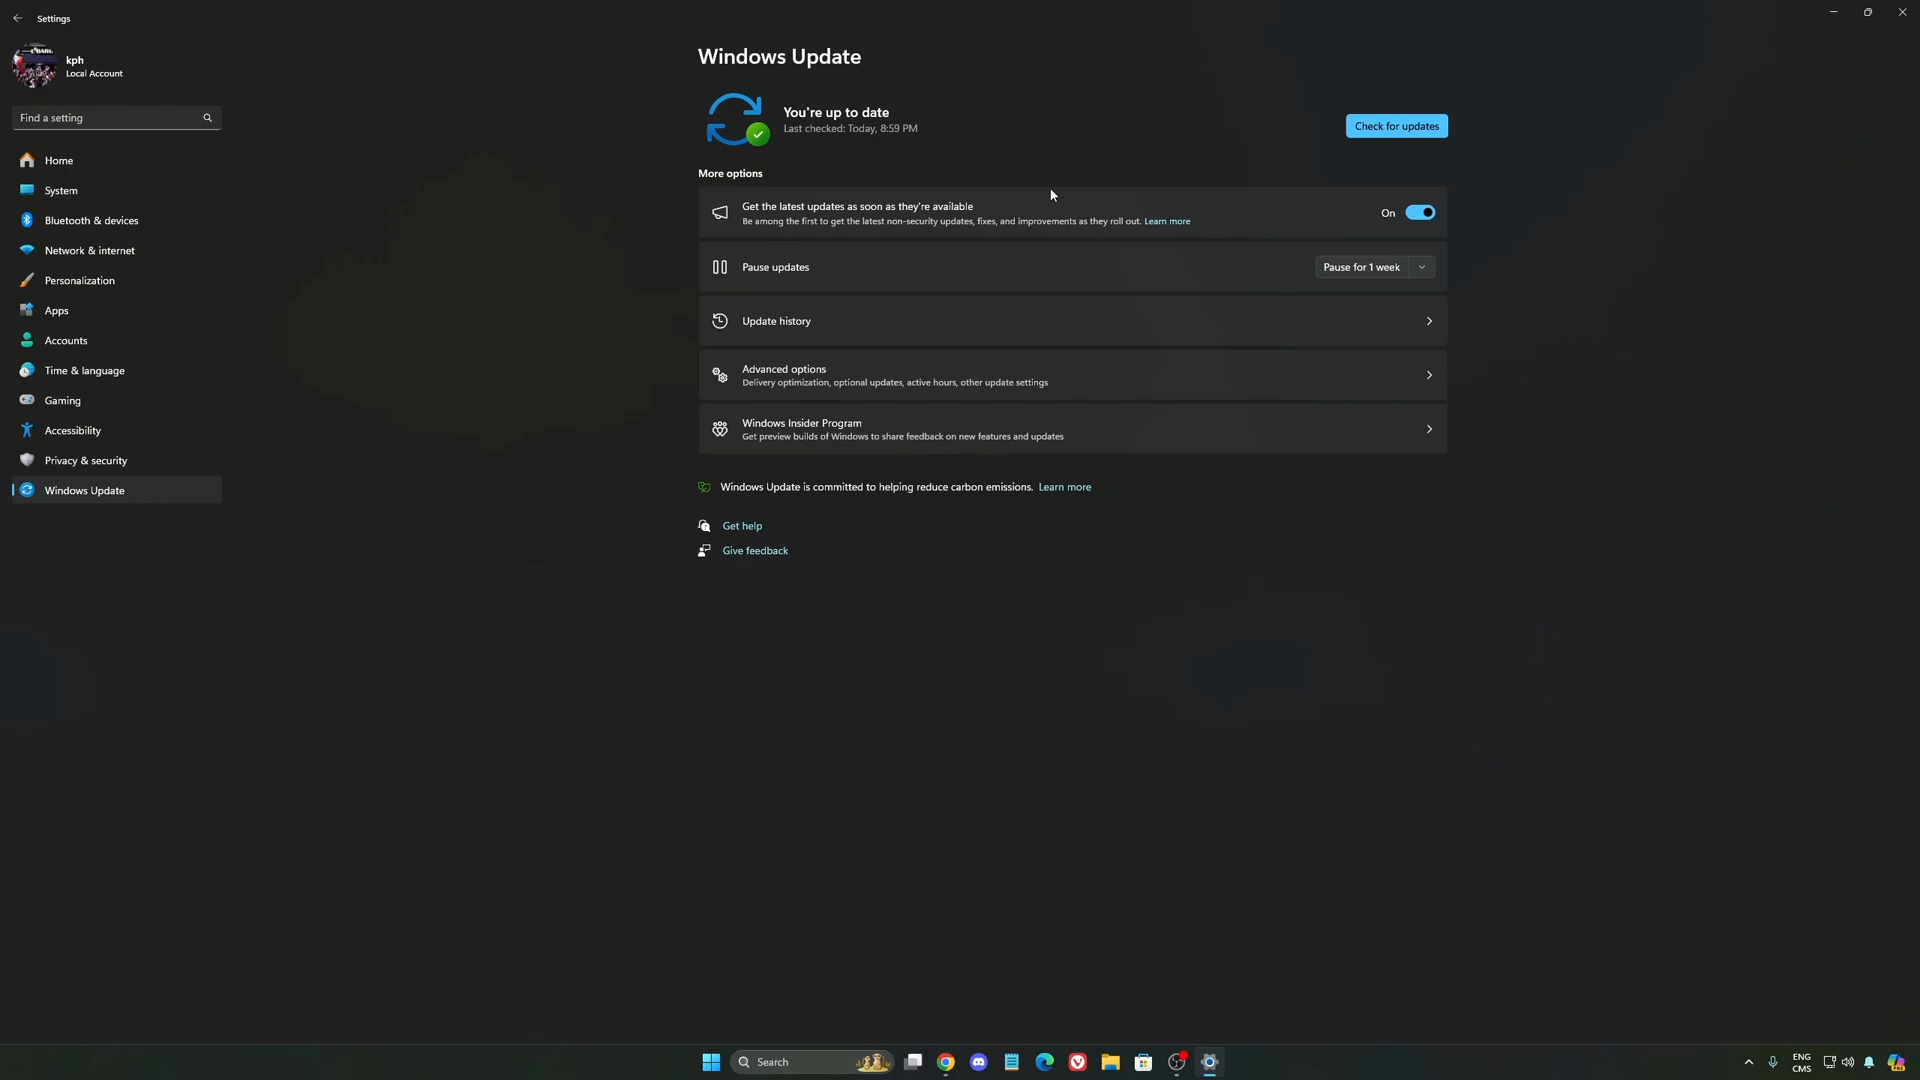 Settings
kph
Local Account
Find a setting
Home
System
Bluetooth & devices
Network & internet
Personalization
Apps
Accounts
Time & language
Gaming
Accessibility
Privacy & security
Windows Update
Windows Update
You're up to date
Last checked: Today, 8:59 PM
Check for updates
More options
Get the latest updates as soon as they're available
Be among the first to get the latest non-security updates, fixes, and improvements as they roll out. Learn more
On
Pause updates
Pause for 1 week
Update history
Advanced options
Delivery optimization, optional updates, active hours, other update settings
Windows Insider Program
Get preview builds of Windows to share feedback on new features and updates
Windows Update is committed to helping reduce carbon emissions. Learn more
Get help
Give feedback
Search
ENG
CMS